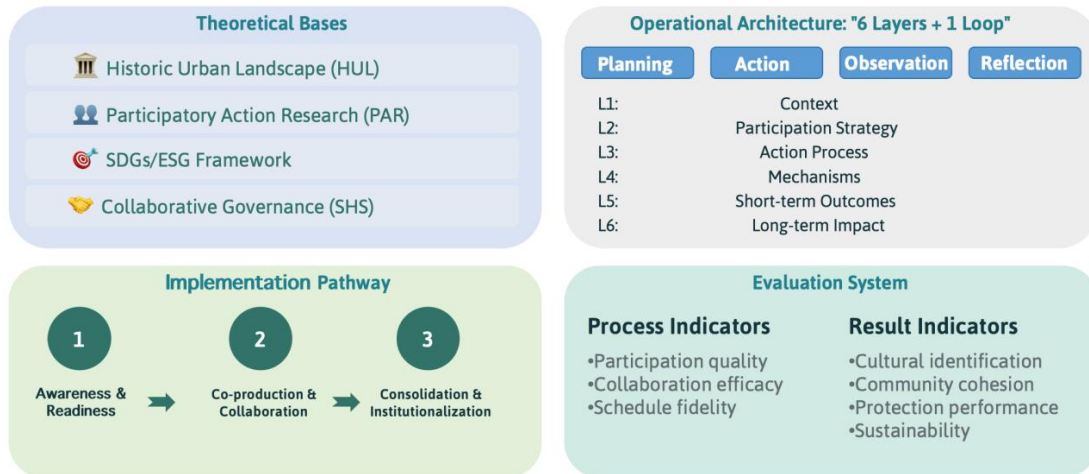 Theoretical Bases
Historic Urban Landscape (HUL)
Participatory Action Research (PAR)
SDGs/ESG Framework
Collaborative Governance (SHS)
Operational Architecture: "6 Layers + 1 Loop"
Planning Action Observation Reflection
L1: Context
L2: Participation Strategy
L3: Action Process
L4: Mechanisms
L5: Short-term Outcomes
L6: Long-term Impact
Implementation Pathway
1
Awareness &
Readiness
2
Co-production &
Collaboration
3
Consolidation &
Institutionalization
Evaluation System
Process Indicators
•Participation quality
•Collaboration efficacy
•Schedule fidelity
Result Indicators
•Cultural identification
•Community cohesion
•Protection performance
•Sustainability